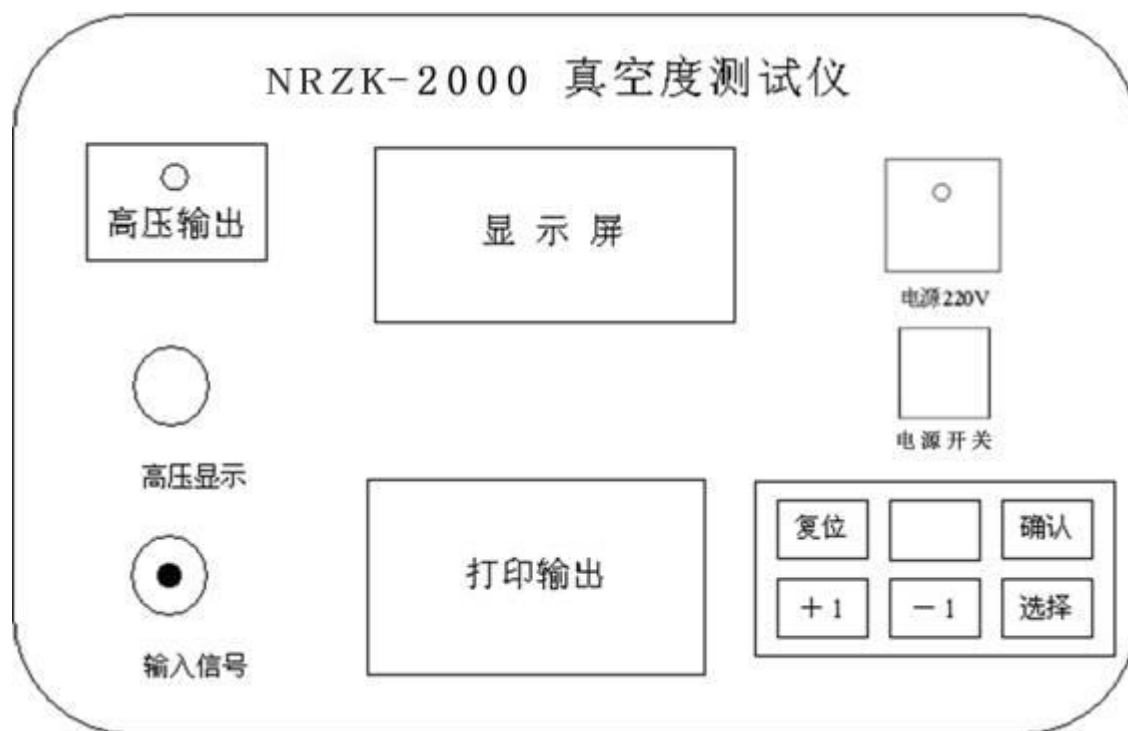 NRZK-2000 真空度测试仪
高压输出
显示屏
电源220V
电源开关
高压显示
打印输出
复位
确认
+1
-1
选择
输入信号